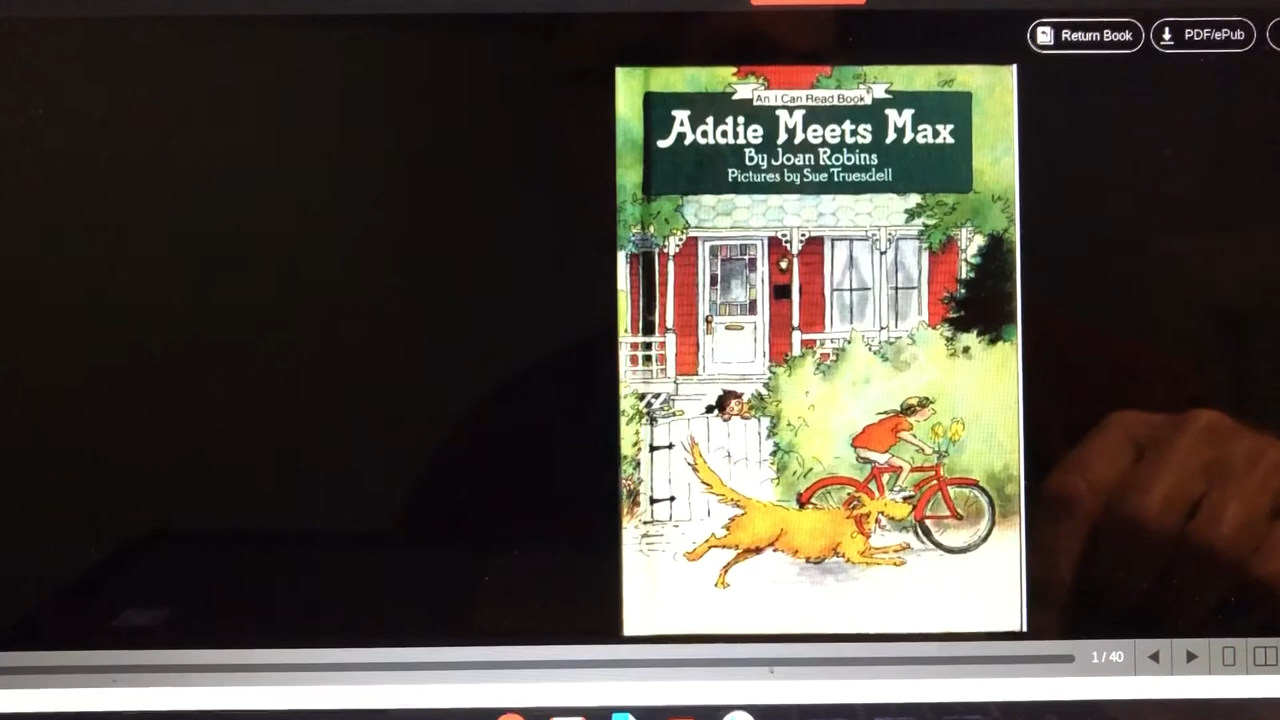 Return Book
PDF/ePub
An I Can Read Book
Addie Meets Max
By Joan Robins
Pictures by Sue Truesdell
1 / 40